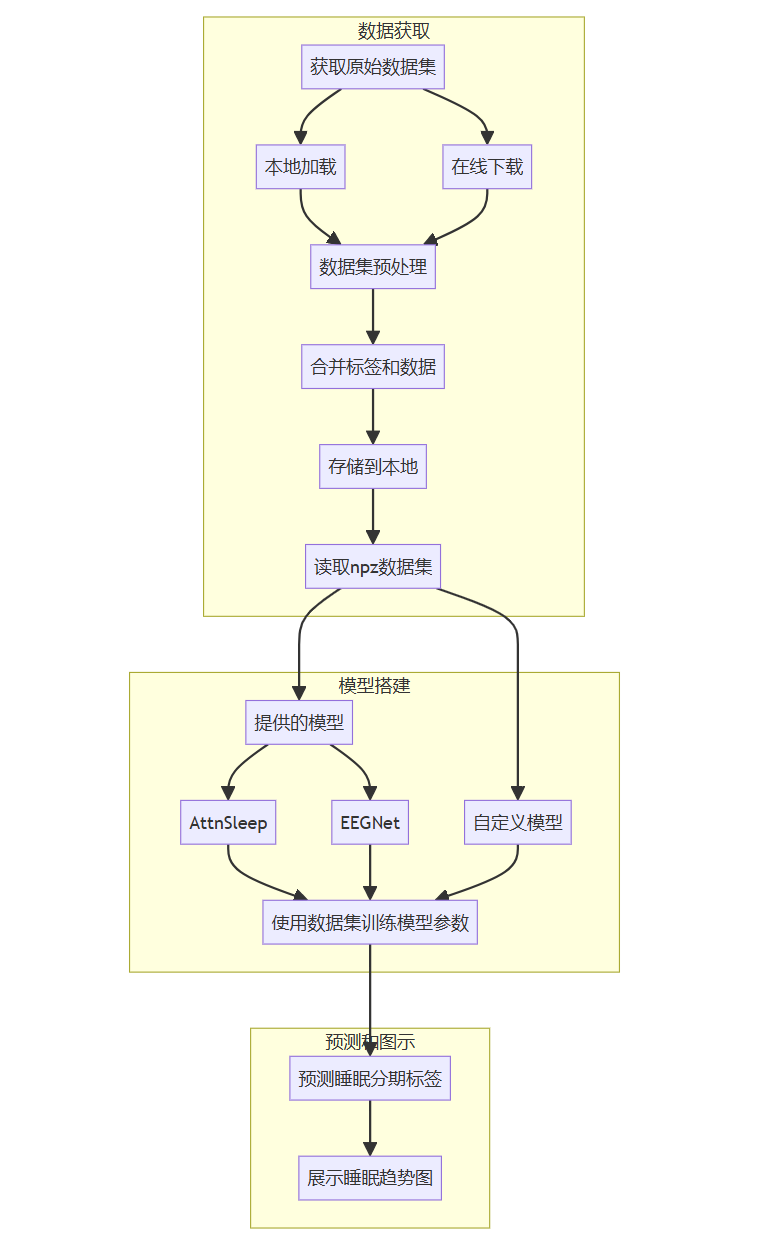 数据获取
获取原始数据集
本地加载
在线下载
数据集预处理
合并标签和数据
存储到本地
读取npz数据集
模型搭建
提供的模型
AttnSleep
EEGNet
自定义模型
使用数据集训练模型参数
预测和图示
预测睡眠分期标签
展示睡眠趋势图